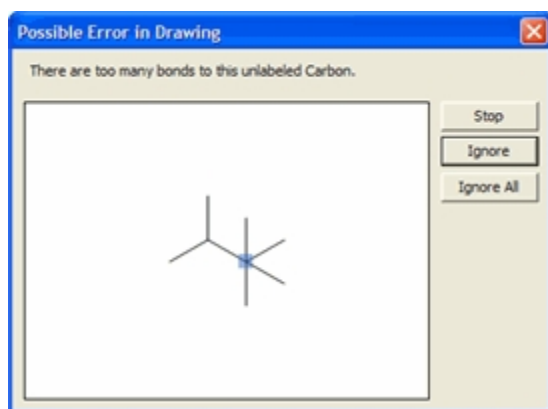 Possible Error in Drawing
There are too many bonds to this unlabeled Carbon.
Stop
Ignore
Ignore All